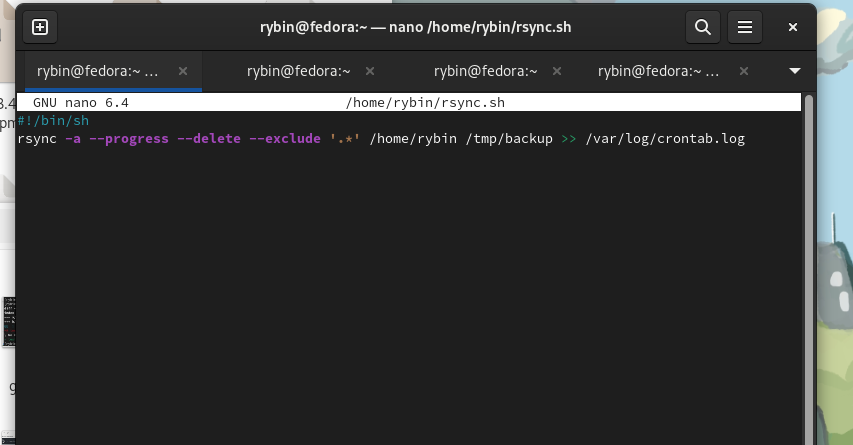 rybin@fedora:~ — nano /home/rybin/rsync.sh
rybin@fedora:~ ... rybin@fedora:~ rybin@fedora:~ rybin@fedora:~ ...
GNU nano 6.4 /home/rybin/rsync.sh
#!/bin/sh
rsync -a --progress --delete --exclude '.*' /home/rybin /tmp/backup >> /var/log/crontab.log